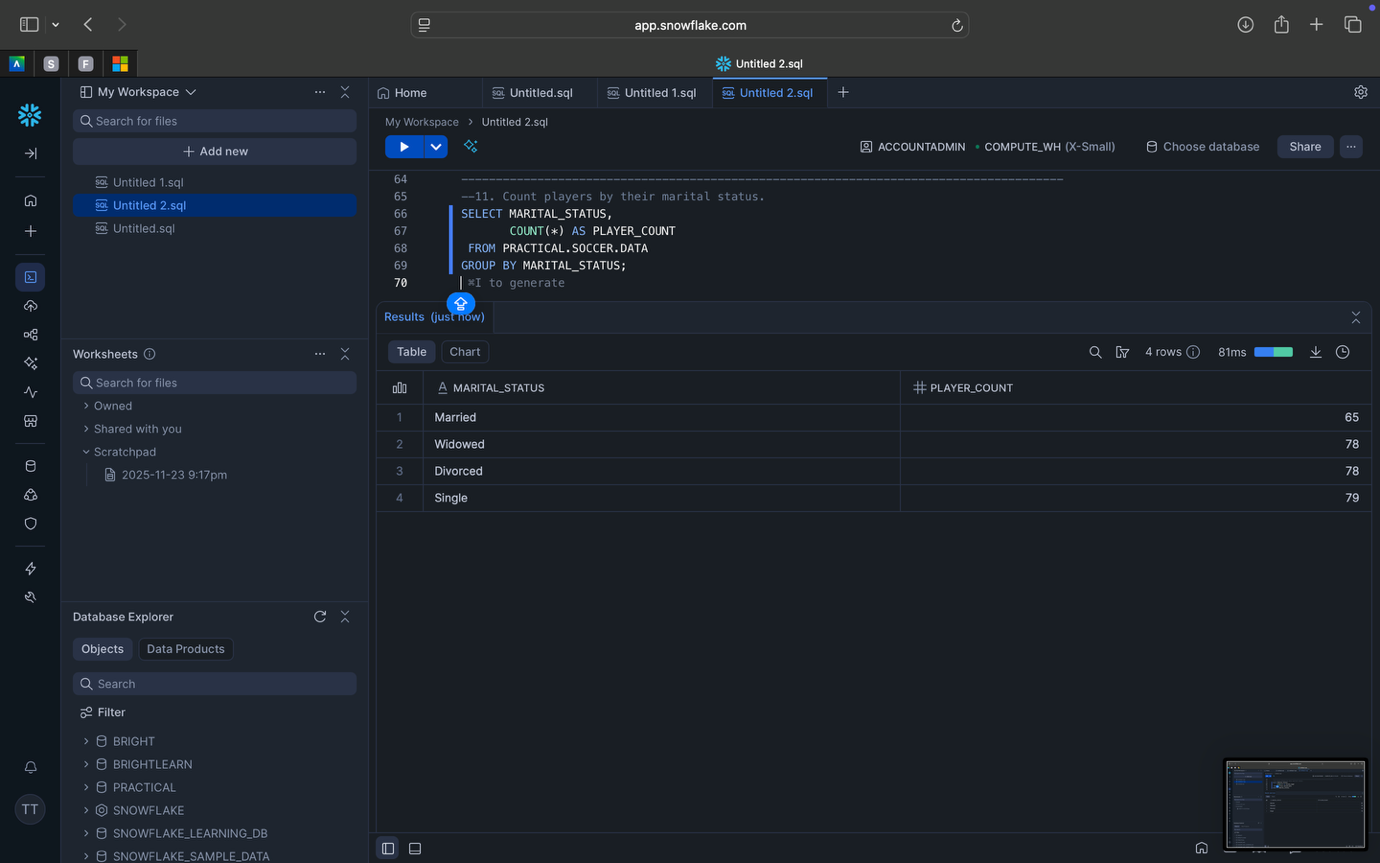 app.snowflake.com
S
F
Untitled 2.sql
My Workspace
Search for files
Add new
Untitled 1.sql
Untitled 2.sql
Untitled.sql
Worksheets
Search for files
Owned
Shared with you
Scratchpad
2025-11-23 9:17pm
Database Explorer
Objects
Data Products
Search
Filter
BRIGHT
BRIGHTLEARN
PRACTICAL
SNOWFLAKE
SNOWFLAKE_LEARNING_DB
SNOWFLAKE_SAMPLE_DATA
TT
Home
Untitled.sql
Untitled 1.sql
Untitled 2.sql
My Workspace > Untitled 2.sql
ACCOUNTADMIN
COMPUTE_WH (X-Small)
Choose database
Share
64 ----------------------------------------------------------------------------------------
65 --11. Count players by their marital status.
66 SELECT MARITAL_STATUS,
67 COUNT(*) AS PLAYER_COUNT
68 FROM PRACTICAL.SOCCER.DATA
69 GROUP BY MARITAL_STATUS;
70 ⌘I to generate
Results (just now)
Table
Chart
4 rows
81ms
MARITAL_STATUS PLAYER_COUNT
1 Married 65
2 Widowed 78
3 Divorced 78
4 Single 79